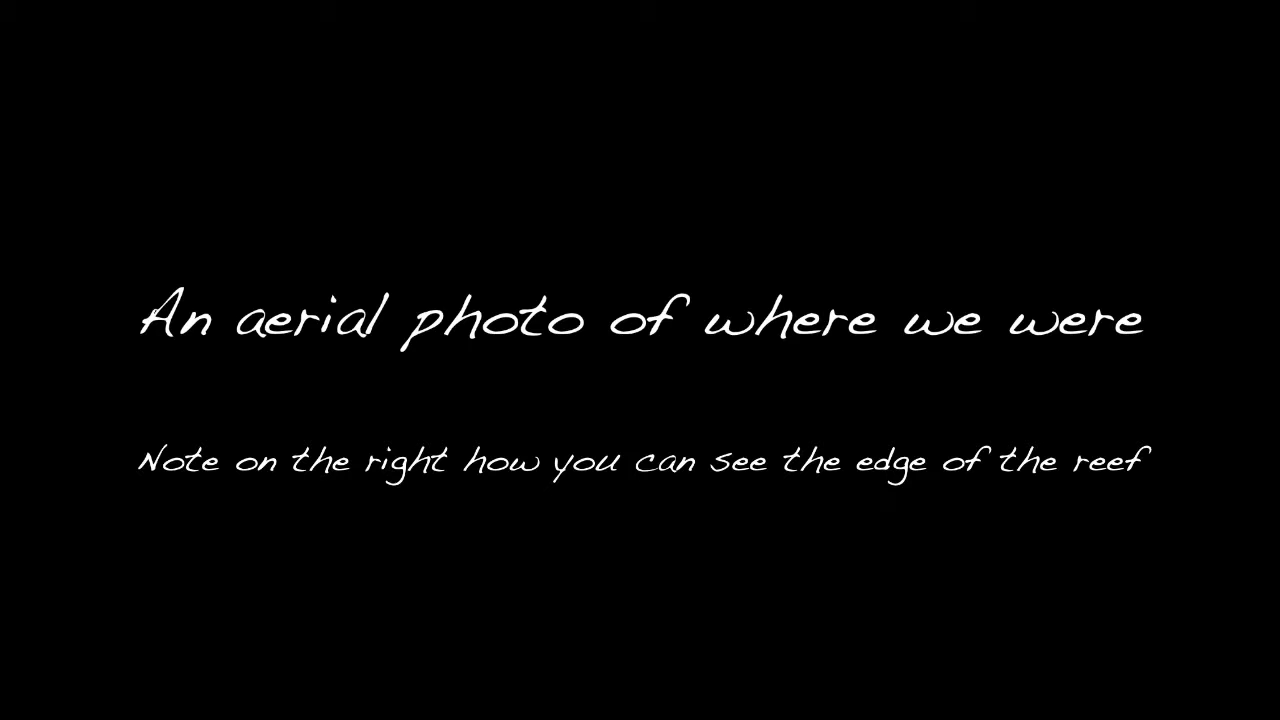 An aerial photo of where we were
Note on the right how you can see the edge of the reef